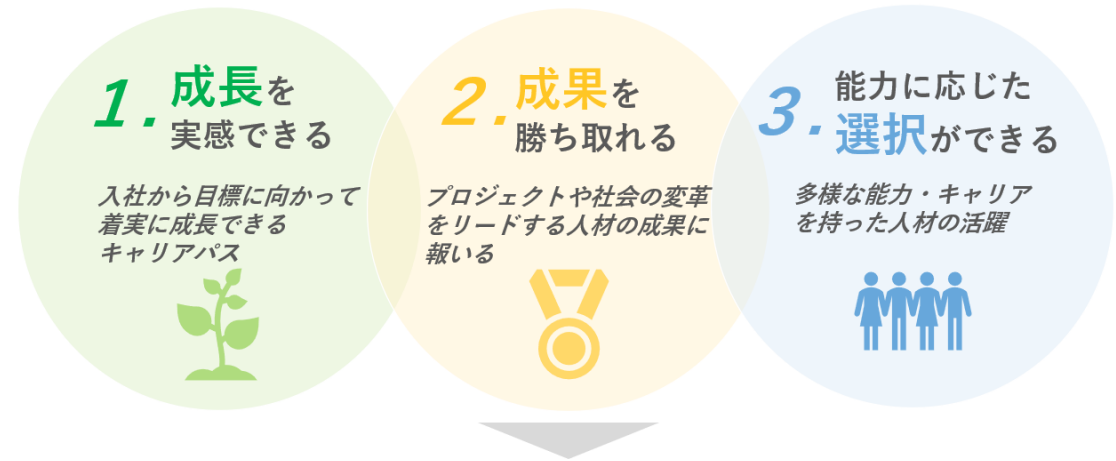 1. 成長を
実感できる
入社から目標に向かって
着実に成長できる
キャリアパス
2. 成果を
勝ち取れる
プロジェクトや社会の変革
をリードする人材の成果に
報いる
3. 能力に応じた
選択ができる
多様な能力・キャリア
を持った人材の活躍